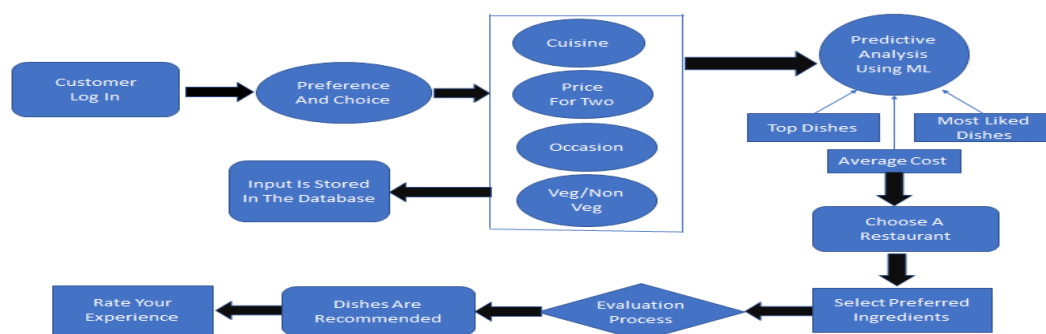 Customer
Log In
Preference
And Choice
Cuisine
Price
For Two
Occasion
Veg/Non
Veg
Input Is Stored
In The Database
Predictive
Analysis
Using ML
Top Dishes
Most Liked
Dishes
Average Cost
Choose A
Restaurant
Select Preferred
Ingredients
Evaluation
Process
Dishes Are
Recommended
Rate Your
Experience